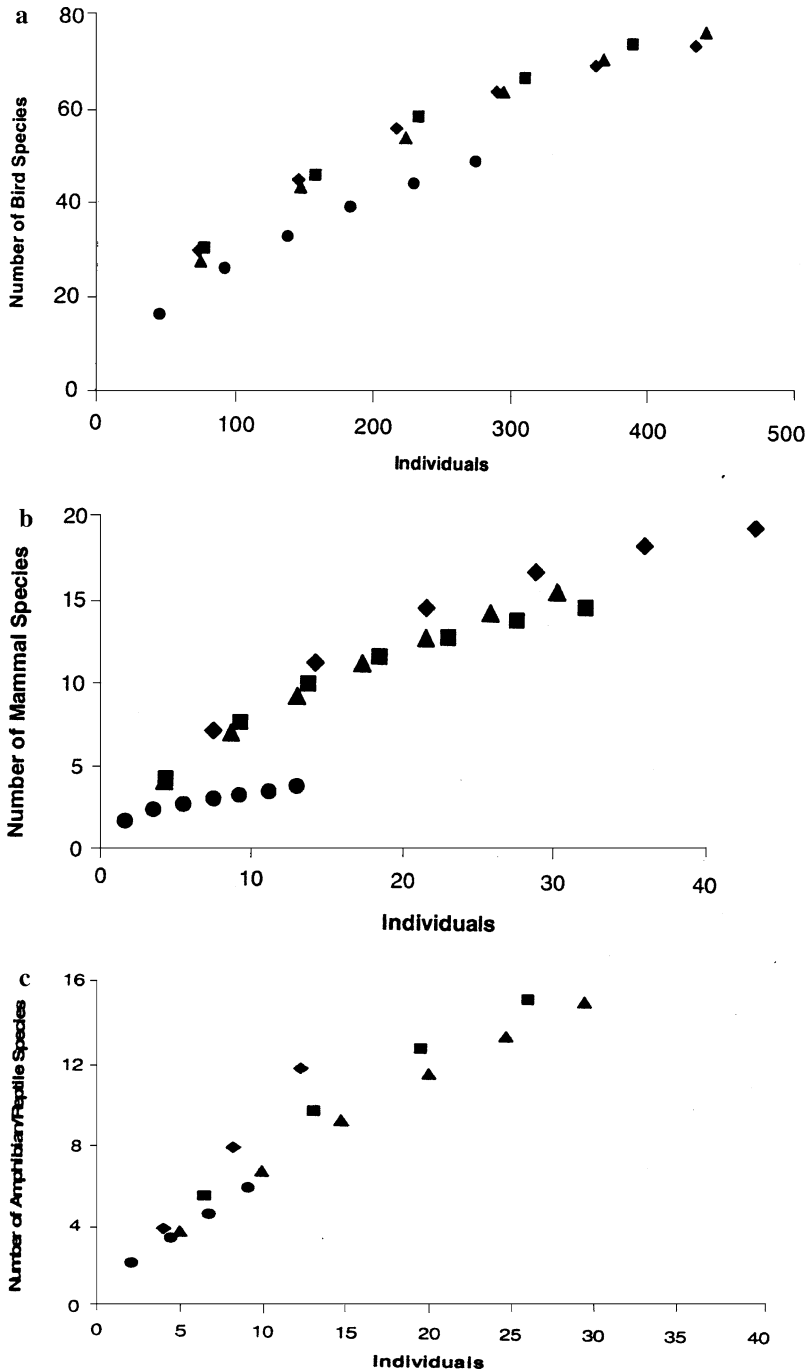 a
Number of Bird Species
80
60
40
20
0
0 100 200 300 400 500
Individuals
b
Number of Mammal Species
20
15
10
5
0
0 10 20 30 40
Individuals
c
Number of Amphibian/Reptile Species
16
12
8
4
0
0 5 10 15 20 25 30 35 40
Individuals